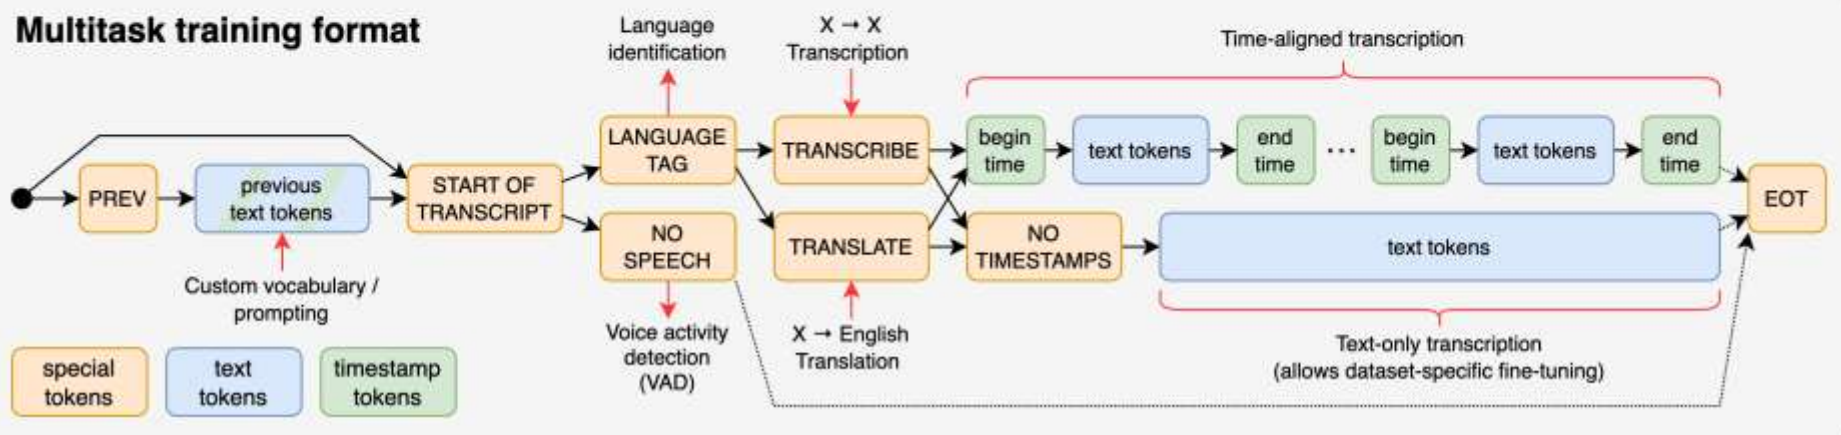 Multitask training format
Language
identification
X → X
Transcription
Time-aligned transcription
PREV
previous
text tokens
START OF
TRANSCRIPT
LANGUAGE
TAG
NO
SPEECH
TRANSCRIBE
TRANSLATE
begin
time
text tokens
end
time
...
begin
time
text tokens
end
time
NO
TIMESTAMPS
text tokens
EOT
Custom vocabulary /
prompting
Voice activity
detection
(VAD)
X → English
Translation
Text-only transcription
(allows dataset-specific fine-tuning)
special
tokens
text
tokens
timestamp
tokens